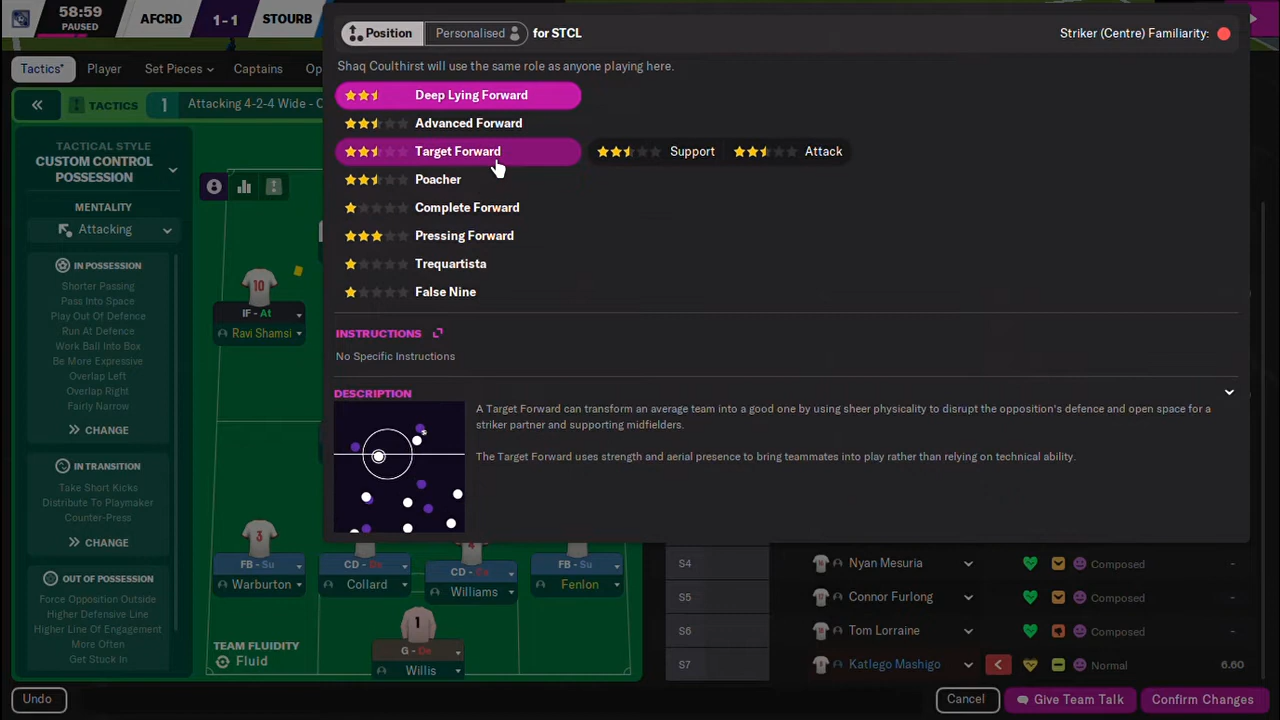 58:59
PAUSED
AFCRD
1-1
STOURB
Position
Personalised
for STCL
Striker (Centre) Familiarity:
Shaq Coulthirst will use the same role as anyone playing here.
Tactics*
Player
Set Pieces
Captains
Op
Deep Lying Forward
Advanced Forward
Target Forward
Support
Attack
Poacher
Complete Forward
Pressing Forward
Trequartista
False Nine
TACTICS
1
Attacking 4-2-4 Wide -
TACTICAL STYLE
CUSTOM CONTROL
POSSESSION
MENTALITY
Attacking
IN POSSESSION
Shorter Passing
Pass Into Space
Play Out Of Defence
Run At Defence
Work Ball Into Box
Be More Expressive
Overlap Left
Overlap Right
Fairly Narrow
CHANGE
IN TRANSITION
Take Short Kicks
Distribute To Playmaker
Counter-Press
CHANGE
OUT OF POSSESSION
Force Opposition Outside
Higher Defensive Line
Higher Line Of Engagement
More Often
Get Stuck In
10
IF - At
Ravi Shamsi
3
FB - Su
Warburton
CD - De
Collard
4
CD - De
Williams
FB - Su
Fenlon
1
G - De
Willis
TEAM FLUIDITY
Fluid
INSTRUCTIONS
No Specific Instructions
DESCRIPTION
A Target Forward can transform an average team into a good one by using sheer physicality to disrupt the opposition's defence and open space for a
striker partner and supporting midfielders.
The Target Forward uses strength and aerial presence to bring teammates into play rather than relying on technical ability.
S4
Nyan Mesuria
Composed
-
S5
Connor Furlong
Composed
-
S6
Tom Lorraine
Composed
-
S7
Katlego Mashigo
Normal
6.60
Undo
Cancel
Give Team Talk
Confirm Changes